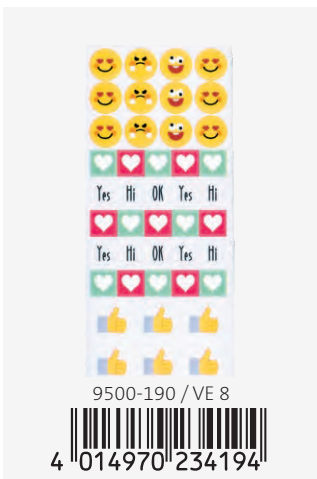 Yes Hi OK Yes Hi
Yes Hi OK Yes Hi
9500-190 / VE 8
4 014970 234194